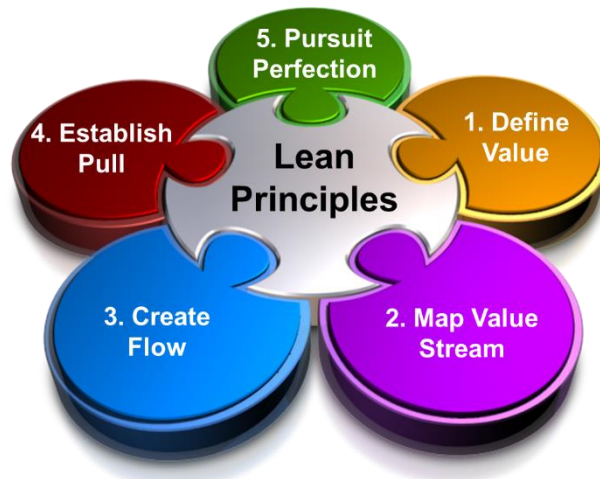 Lean
Principles
1. Define
Value
2. Map Value
Stream
3. Create
Flow
4. Establish
Pull
5. Pursuit
Perfection